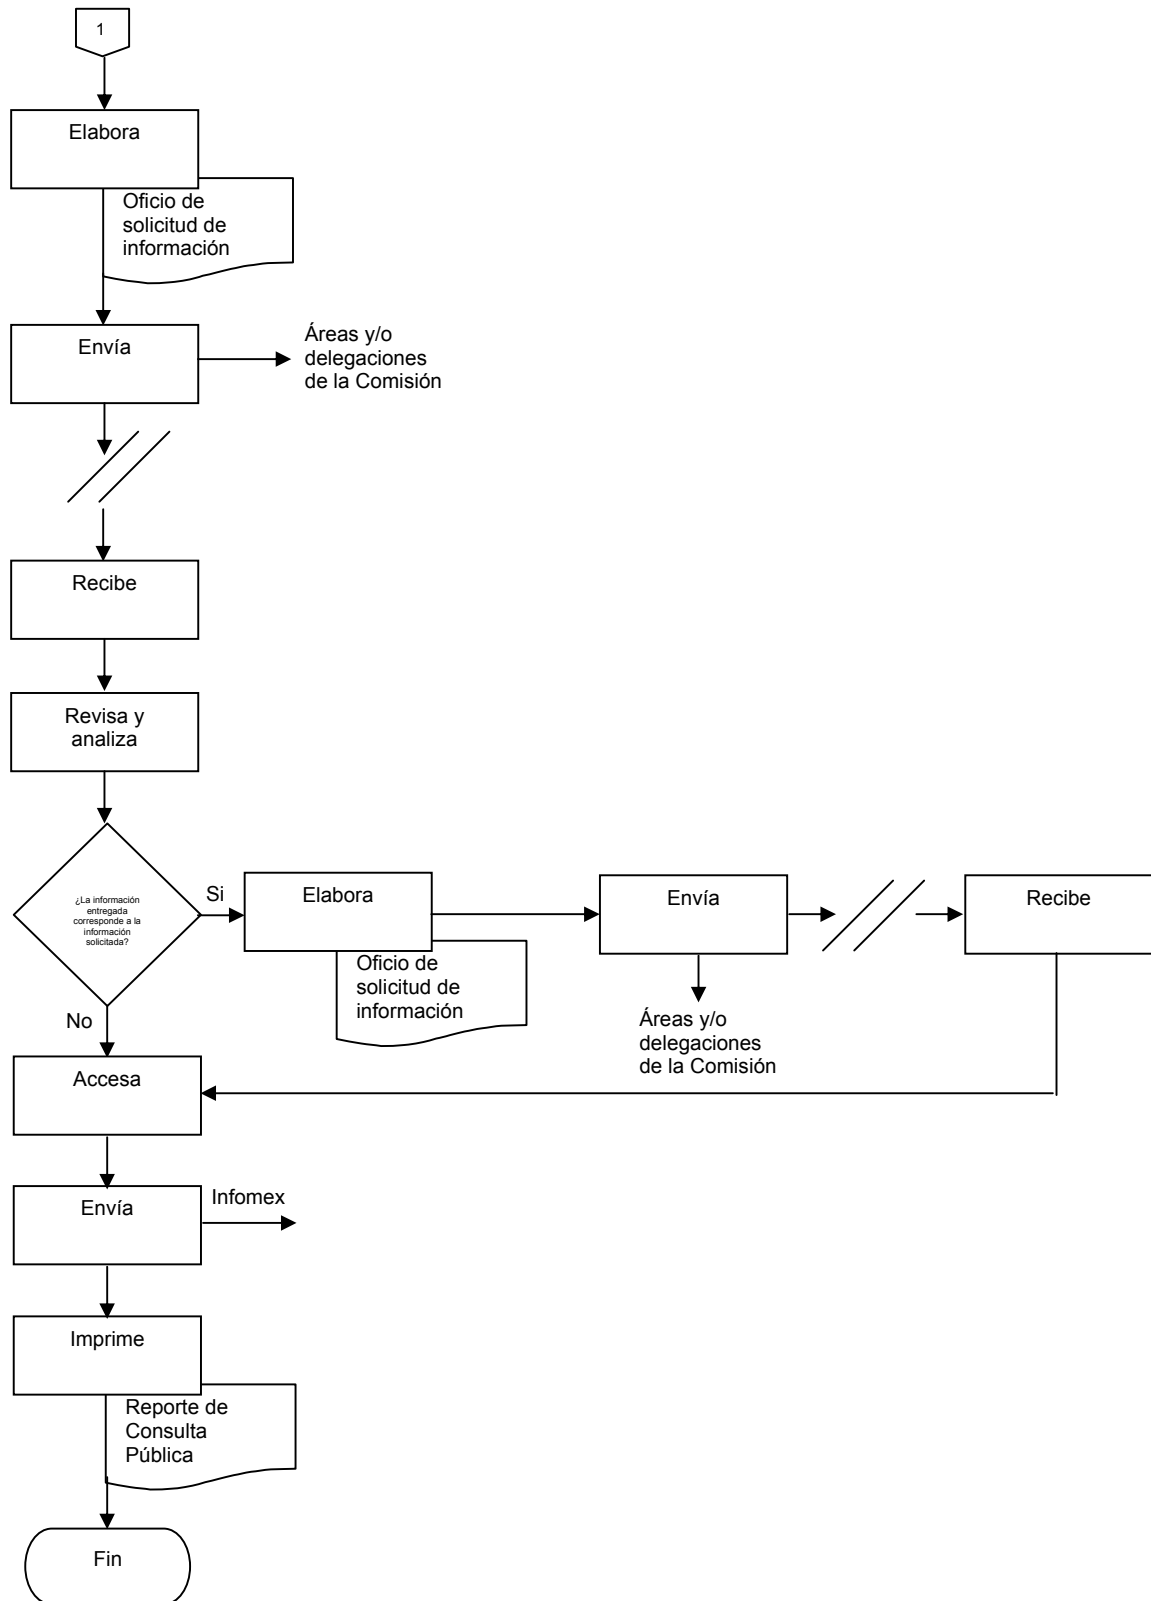 1
Elabora
Oficio de
solicitud de
información
Envía
Áreas y/o
delegaciones
de la Comisión
Recibe
Revisa y
analiza
¿La información
entregada
corresponde a la
información
solicitada?
Si
Elabora
Oficio de
solicitud de
información
Envía
Áreas y/o
delegaciones
de la Comisión
Recibe
No
Accesa
Envía
Infomex
Imprime
Reporte de
Consulta
Pública
Fin